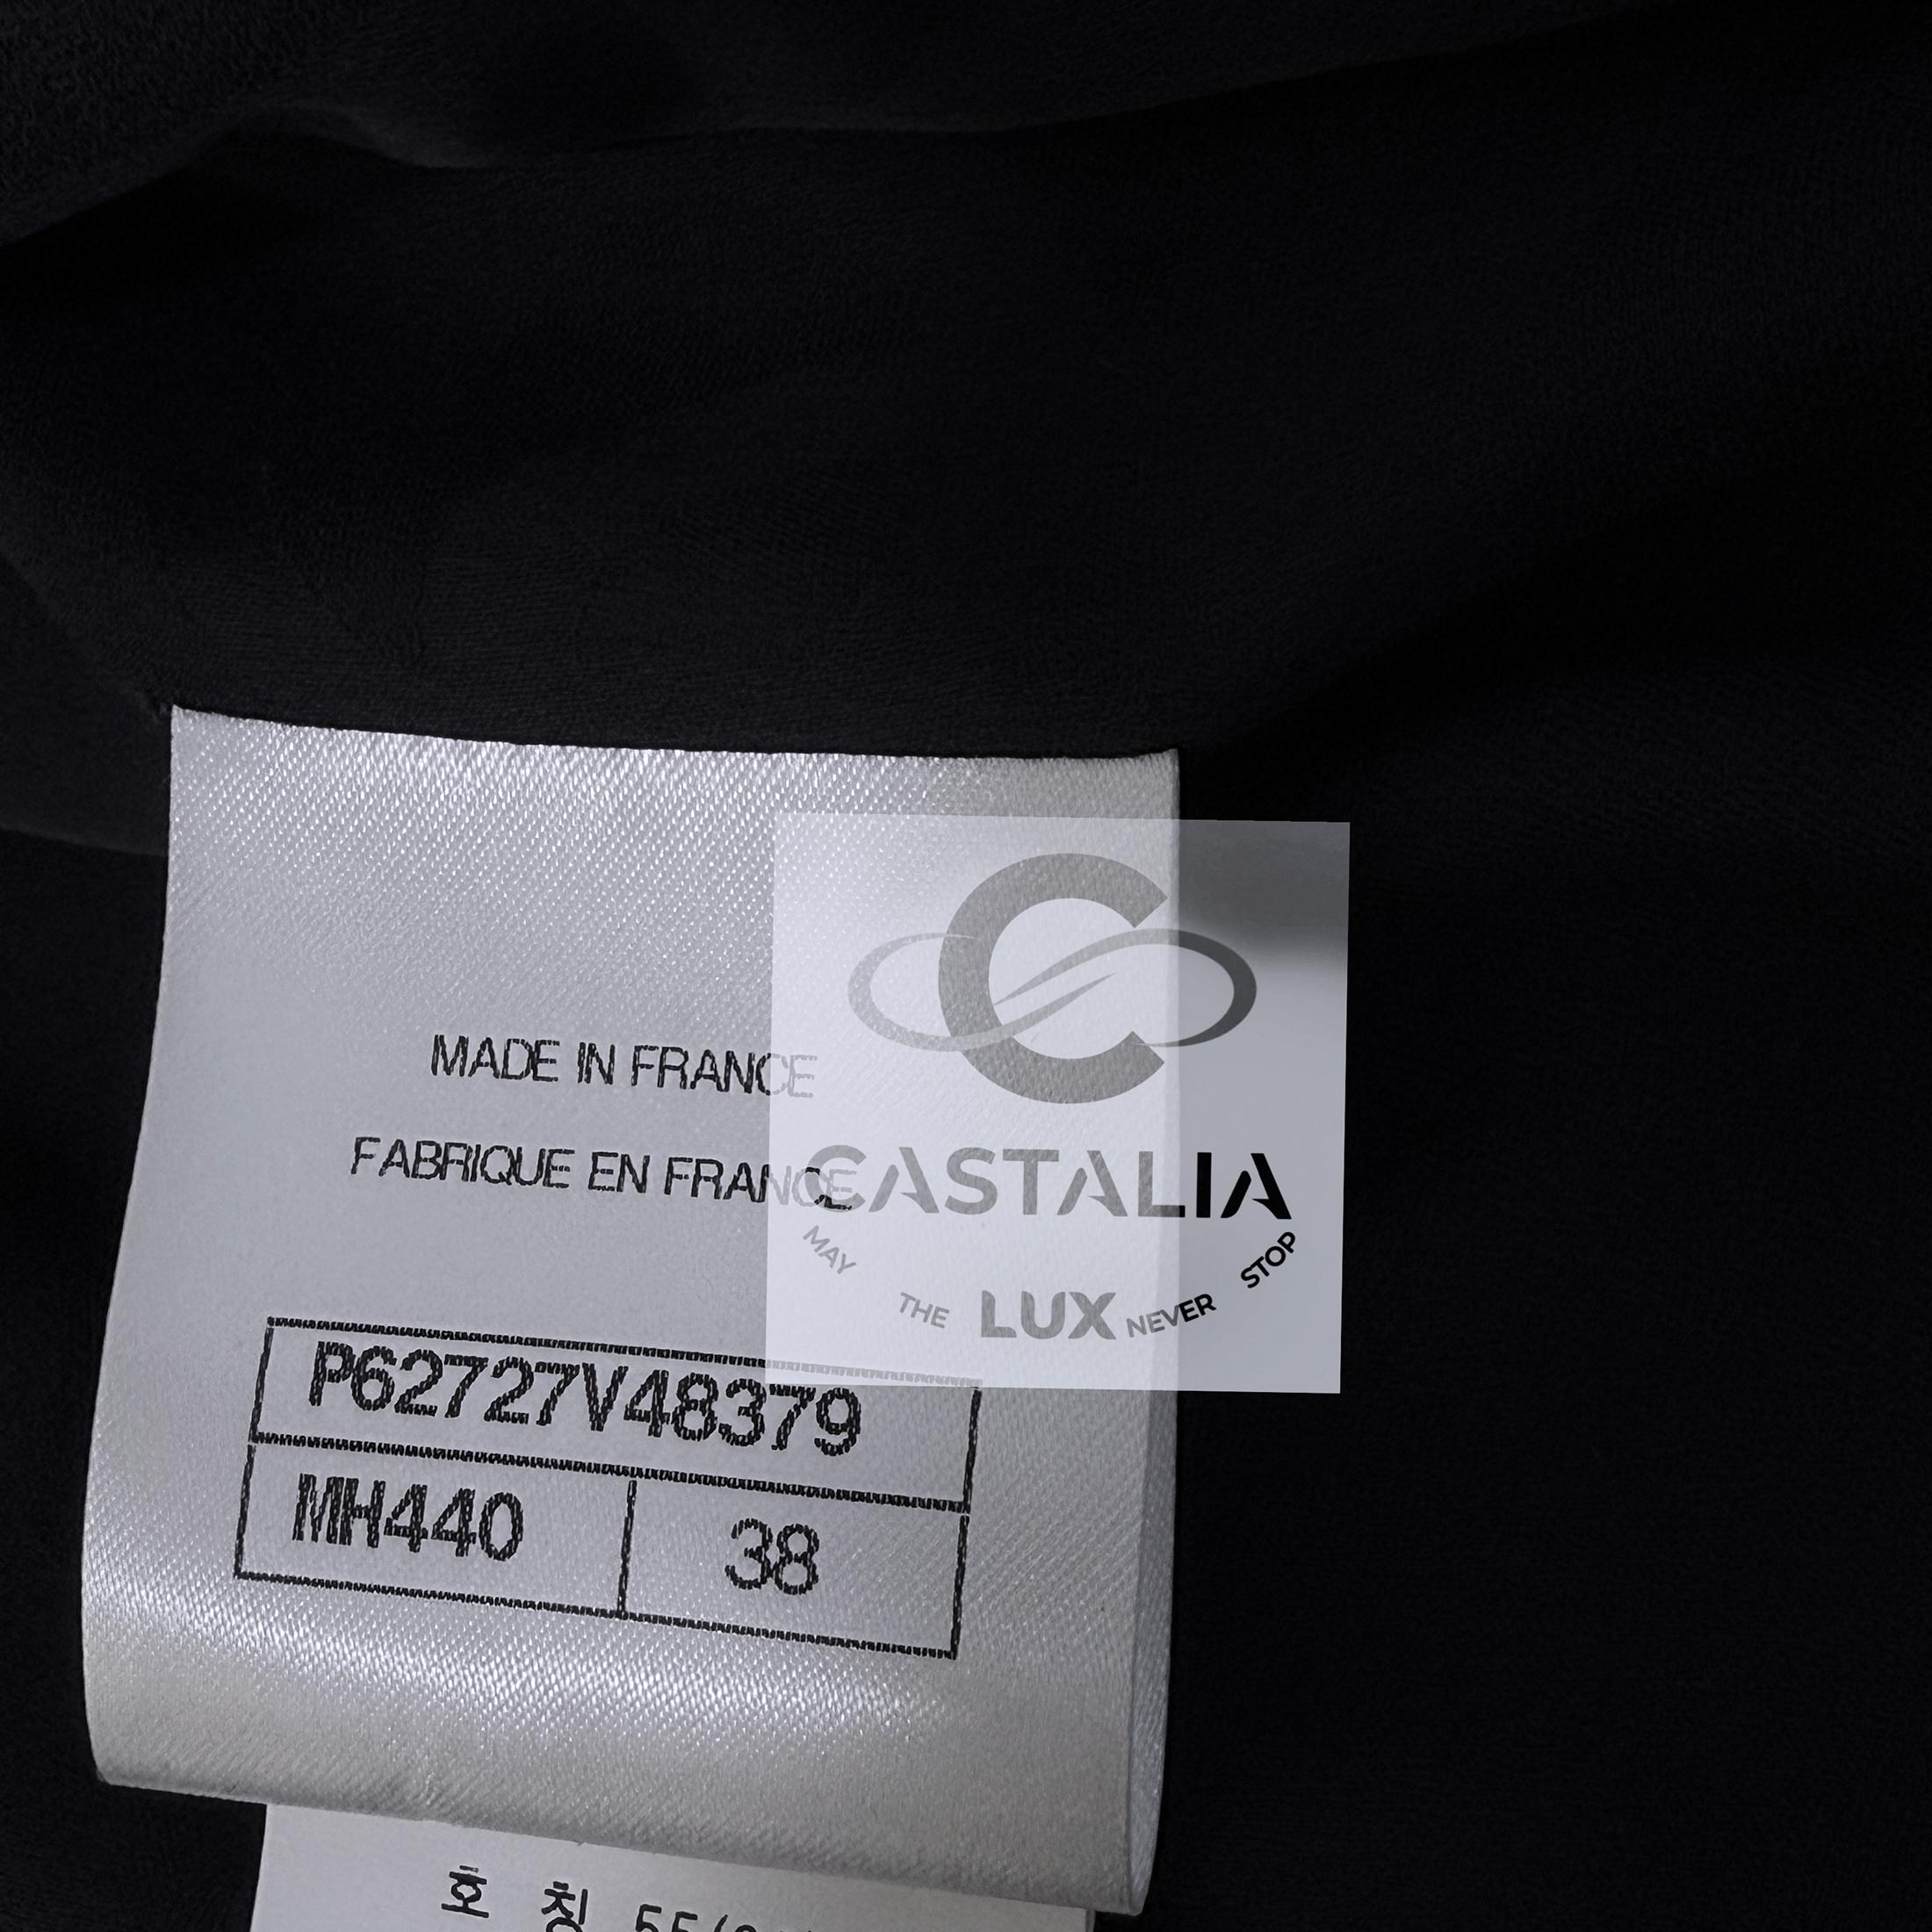 MADE IN FRANCE
FABRIQUE EN FRANCE
P62727V48379
MH440
38
호 칭
CASTALIA
MAY THE LUX NEVER STOP